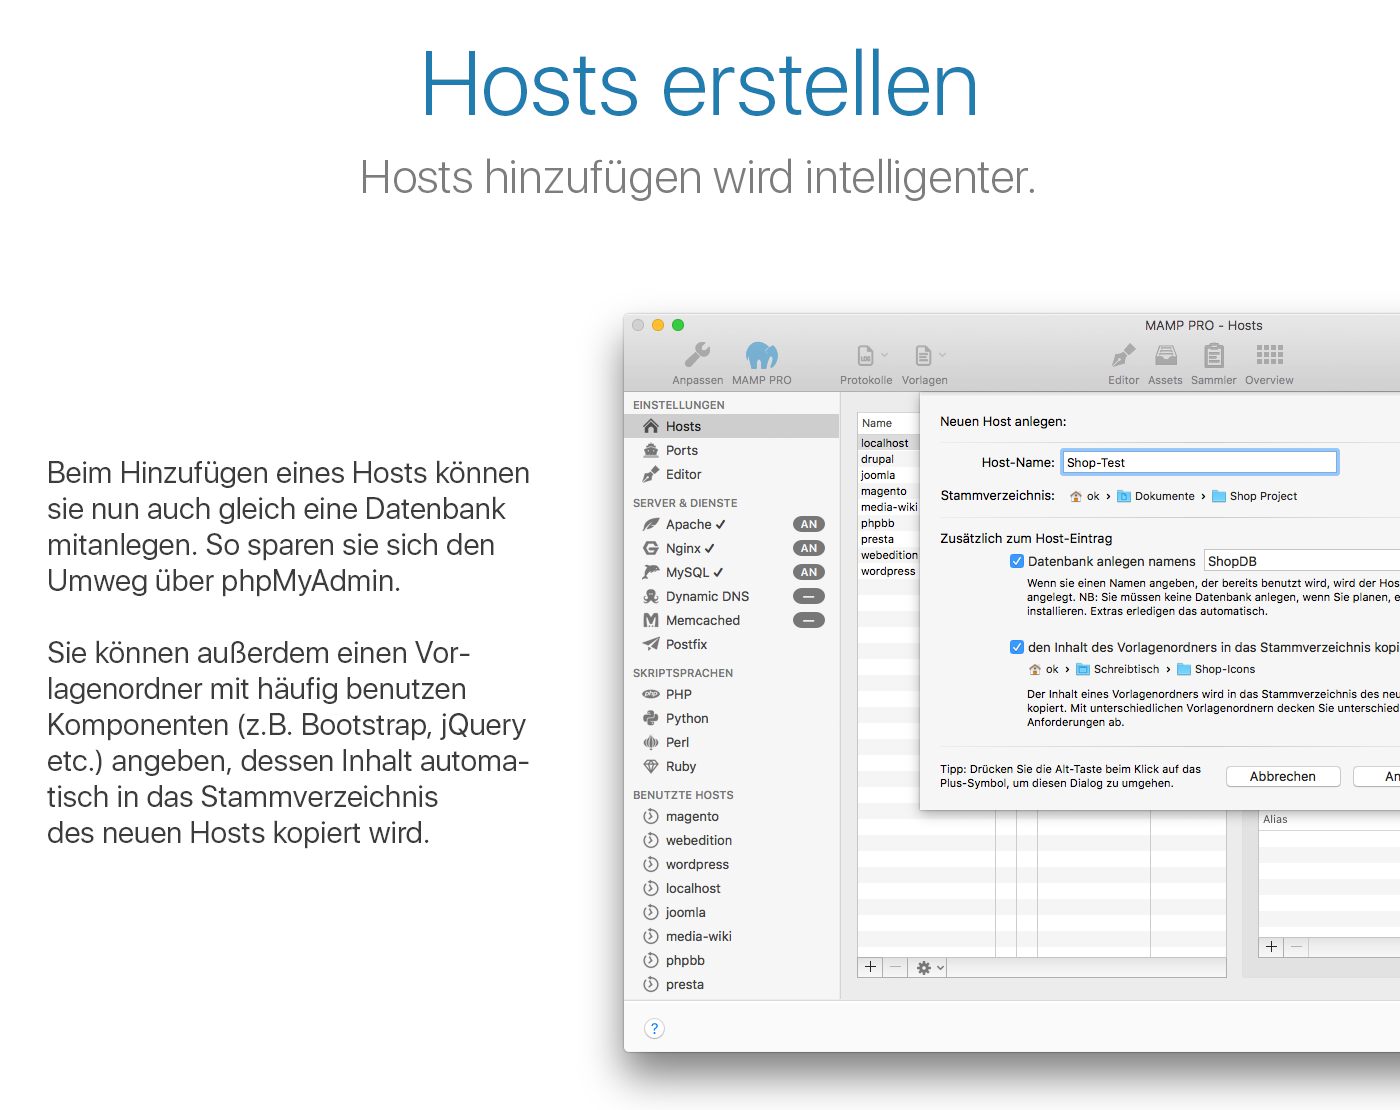 Hosts erstellen
Hosts hinzufügen wird intelligenter.
Beim Hinzufügen eines Hosts können
sie nun auch gleich eine Datenbank
mitanlegen. So sparen sie sich den
Umweg über phpMyAdmin.
Sie können außerdem einen Vor-
lagenordner mit häufig benutzen
Komponenten (z.B. Bootstrap, jQuery
etc.) angeben, dessen Inhalt automa-
tisch in das Stammverzeichnis
des neuen Hosts kopiert wird.
MAMP PRO - Hosts
Anpassen MAMP PRO Protokolle Vorlagen Editor Assets Sammler Overview
LOG
EINSTELLUNGEN
Hosts
Ports
Editor
SERVER & DIENSTE
Apache ✓ AN
Nginx ✓ AN
MySQL ✓ AN
Dynamic DNS —
Memcached —
Postfix
SKRIPTSPRACHEN
php PHP
Python
Perl
Ruby
BENUTZTE HOSTS
magento
webedition
wordpress
localhost
joomla
media-wiki
phpbb
presta
Name
localhost
drupal
joomla
magento
media-wiki
phpbb
presta
webedition
wordpress
Neuen Host anlegen:
Host-Name: Shop-Test
Stammverzeichnis: ok › Dokumente › Shop Project
Zusätzlich zum Host-Eintrag
Datenbank anlegen namens ShopDB
Wenn sie einen Namen angeben, der bereits benutzt wird, wird der Hos
angelegt. NB: Sie müssen keine Datenbank anlegen, wenn Sie planen, e
installieren. Extras erledigen das automatisch.
den Inhalt des Vorlagenordners in das Stammverzeichnis kopi
ok › Schreibtisch › Shop-Icons
Der Inhalt eines Vorlagenordners wird in das Stammverzeichnis des neu
kopiert. Mit unterschiedlichen Vorlagenordnern decken Sie unterschied
Anforderungen ab.
Tipp: Drücken Sie die Alt-Taste beim Klick auf das
Plus-Symbol, um diesen Dialog zu umgehen.
Abbrechen
An
Alias
+ —
+ —
?